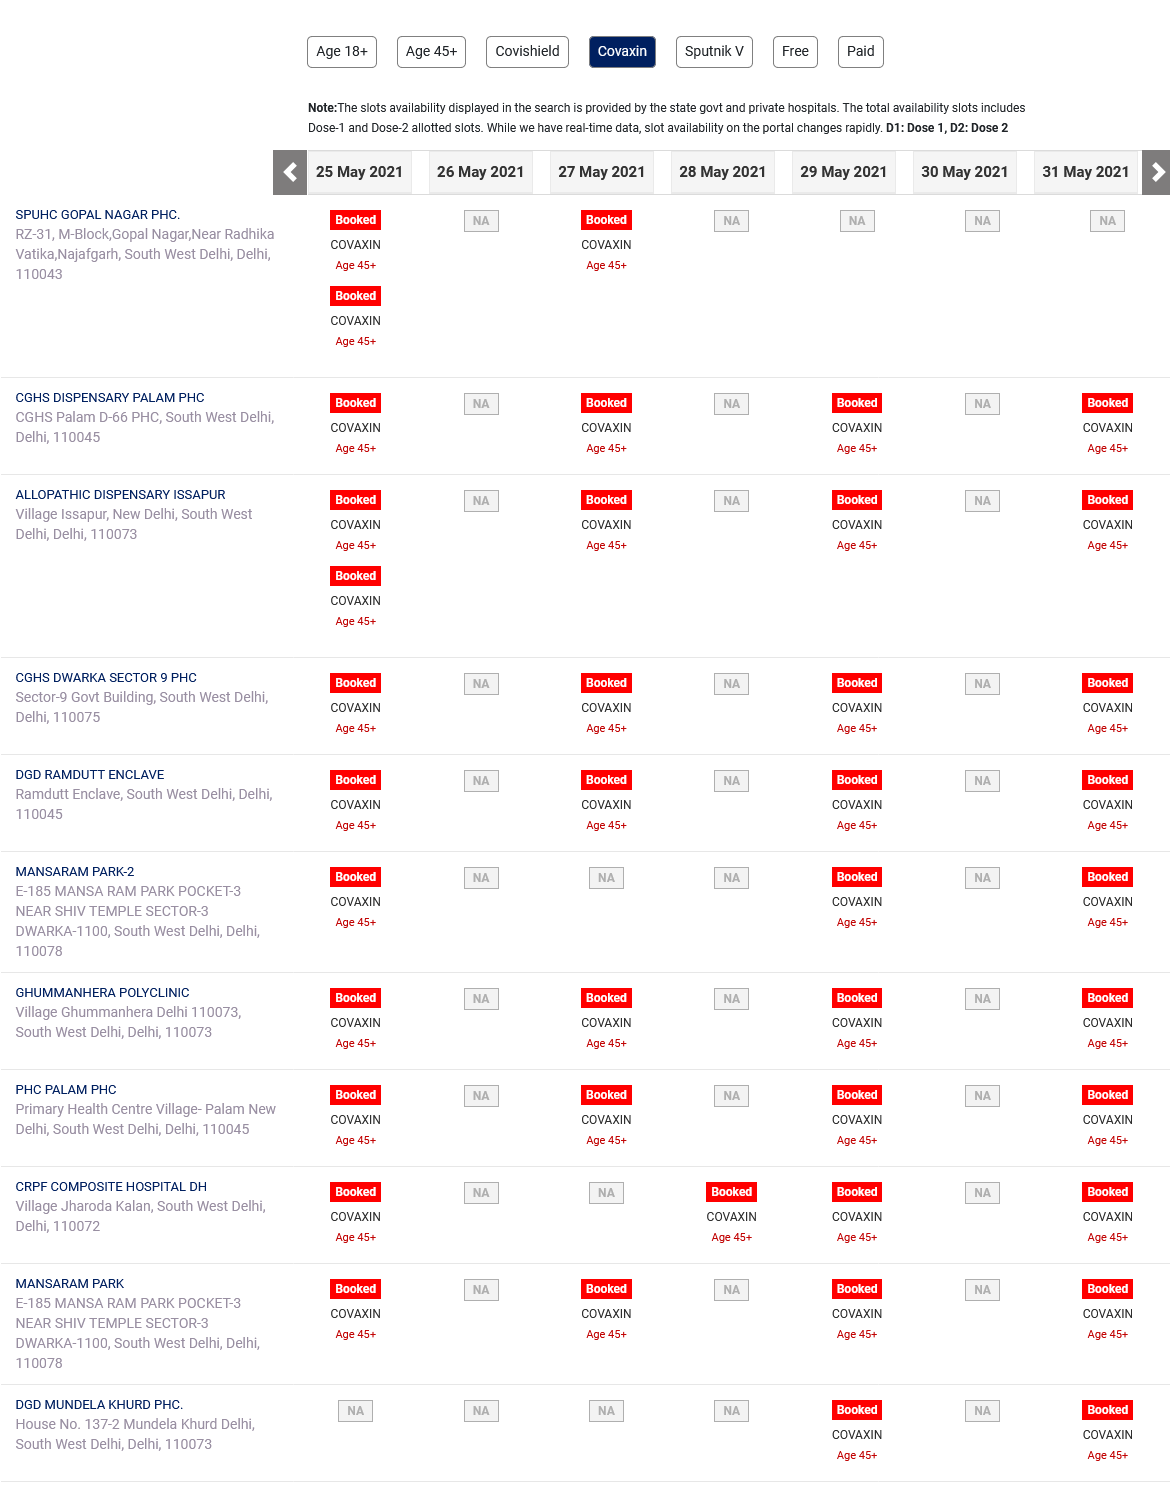 Age 18+ Age 45+ Covishield Covaxin Sputnik V Free Paid
Note:The slots availability displayed in the search is provided by the state govt and private hospitals. The total availability slots includes
Dose-1 and Dose-2 allotted slots. While we have real-time data, slot availability on the portal changes rapidly. D1: Dose 1, D2: Dose 2
25 May 2021 26 May 2021 27 May 2021 28 May 2021 29 May 2021 30 May 2021 31 May 2021
SPUHC GOPAL NAGAR PHC. Booked NA Booked NA NA NA NA
RZ-31, M-Block,Gopal Nagar,Near Radhika
COVAXIN COVAXIN
Vatika,Najafgarh, South West Delhi, Delhi,
Age 45+ Age 45+
110043
Booked
COVAXIN
Age 45+
CGHS DISPENSARY PALAM PHC Booked NA Booked NA Booked NA Booked
CGHS Palam D-66 PHC, South West Delhi,
COVAXIN COVAXIN COVAXIN COVAXIN
Delhi, 110045
Age 45+ Age 45+ Age 45+ Age 45+
ALLOPATHIC DISPENSARY ISSAPUR Booked NA Booked NA Booked NA Booked
Village Issapur, New Delhi, South West
COVAXIN COVAXIN COVAXIN COVAXIN
Delhi, Delhi, 110073
Age 45+ Age 45+ Age 45+ Age 45+
Booked
COVAXIN
Age 45+
CGHS DWARKA SECTOR 9 PHC Booked NA Booked NA Booked NA Booked
Sector-9 Govt Building, South West Delhi,
COVAXIN COVAXIN COVAXIN COVAXIN
Delhi, 110075
Age 45+ Age 45+ Age 45+ Age 45+
DGD RAMDUTT ENCLAVE Booked NA Booked NA Booked NA Booked
Ramdutt Enclave, South West Delhi, Delhi,
COVAXIN COVAXIN COVAXIN COVAXIN
110045
Age 45+ Age 45+ Age 45+ Age 45+
MANSARAM PARK-2 Booked NA NA NA Booked NA Booked
E-185 MANSA RAM PARK POCKET-3
COVAXIN COVAXIN COVAXIN
NEAR SHIV TEMPLE SECTOR-3
Age 45+ Age 45+ Age 45+
DWARKA-1100, South West Delhi, Delhi,
110078
GHUMMANHERA POLYCLINIC Booked NA Booked NA Booked NA Booked
Village Ghummanhera Delhi 110073,
COVAXIN COVAXIN COVAXIN COVAXIN
South West Delhi, Delhi, 110073
Age 45+ Age 45+ Age 45+ Age 45+
PHC PALAM PHC Booked NA Booked NA Booked NA Booked
Primary Health Centre Village- Palam New
COVAXIN COVAXIN COVAXIN COVAXIN
Delhi, South West Delhi, Delhi, 110045
Age 45+ Age 45+ Age 45+ Age 45+
CRPF COMPOSITE HOSPITAL DH Booked NA NA Booked Booked NA Booked
Village Jharoda Kalan, South West Delhi,
COVAXIN COVAXIN COVAXIN COVAXIN
Delhi, 110072
Age 45+ Age 45+ Age 45+ Age 45+
MANSARAM PARK Booked NA Booked NA Booked NA Booked
E-185 MANSA RAM PARK POCKET-3
COVAXIN COVAXIN COVAXIN COVAXIN
NEAR SHIV TEMPLE SECTOR-3
Age 45+ Age 45+ Age 45+ Age 45+
DWARKA-1100, South West Delhi, Delhi,
110078
DGD MUNDELA KHURD PHC. NA NA NA NA Booked NA Booked
House No. 137-2 Mundela Khurd Delhi,
COVAXIN COVAXIN
South West Delhi, Delhi, 110073
Age 45+ Age 45+